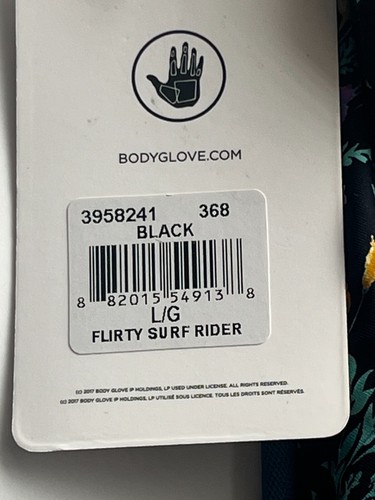 BODYGLOVE.COM
3958241 368
BLACK
8 82015 54913 8
L/G
FLIRTY SURF RIDER
(c) 2017 BODY GLOVE IP HOLDINGS, LP USED UNDER LICENSE. ALL RIGHTS RESERVED.
(c) 2017 BODY GLOVE IP HOLDINGS, LP UTILISÉ SOUS LICENCE. TOUS LES DROITS SONT RÉSERVÉS.